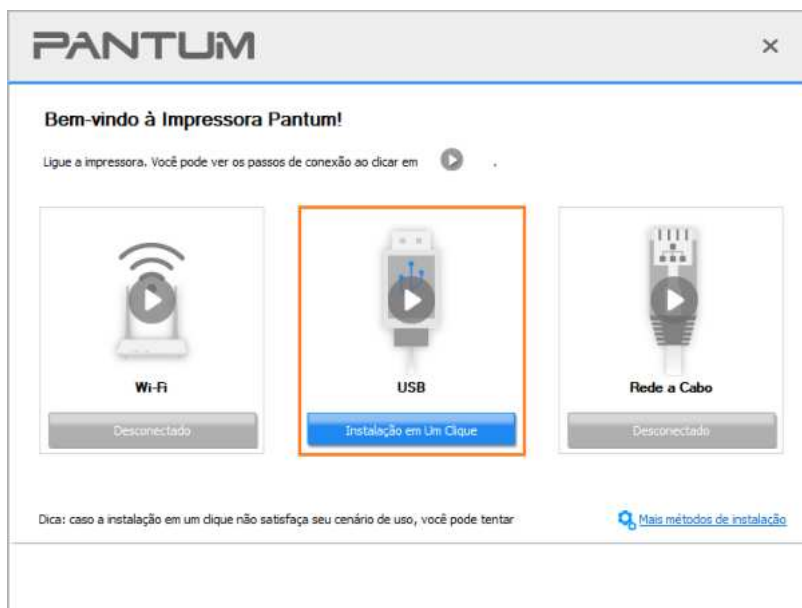 PANTUM
Bem-vindo à Impressora Pantum!
Ligue a impressora. Você pode ver os passos de conexão ao clicar em .
Wi-Fi
USB
Rede a Cabo
Desconectado
Instalação em Um Clique
Desconectado
Dica: caso a instalação em um clique não satisfaça seu cenário de uso, você pode tentar
Mais métodos de instalação